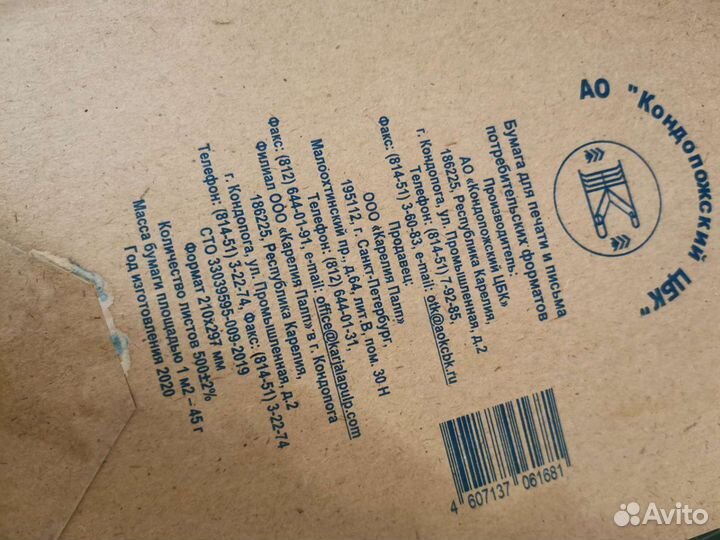 АО "Кондопожский ЦБК"
Бумага для печати и письма
потребительских форматов
Производитель:
АО «Кондопожский ЦБК»
186225, Республика Карелия,
г. Кондопога, ул. Промышленная, д.2
Телефон: (814-51) 7-92-85,
Факс: (814-51) 3-60-83, e-mail: otk@aokcbk.ru
Продавец:
ООО «Карелия Палп»
195112, г. Санкт-Петербург,
Малоохтинский пр., д.64, лит.В, пом. 30 Н
Телефон: (812) 644-01-31,
Факс: (812) 644-01-91, e-mail: office@karjalapulp.com
Филиал ООО «Карелия Палп» в г. Кондопога
186225, Республика Карелия,
г. Кондопога, ул. Промышленная, д.2
Телефон: (814-51) 3-22-74, Факс: (814-51) 3-22-74
СТО 33039595-009-2019
Формат 210х297 мм
Количество листов 500±2%
Масса бумаги площадью 1 м2 – 45 г
Год изготовления 2020
4 607137 061681
Avito